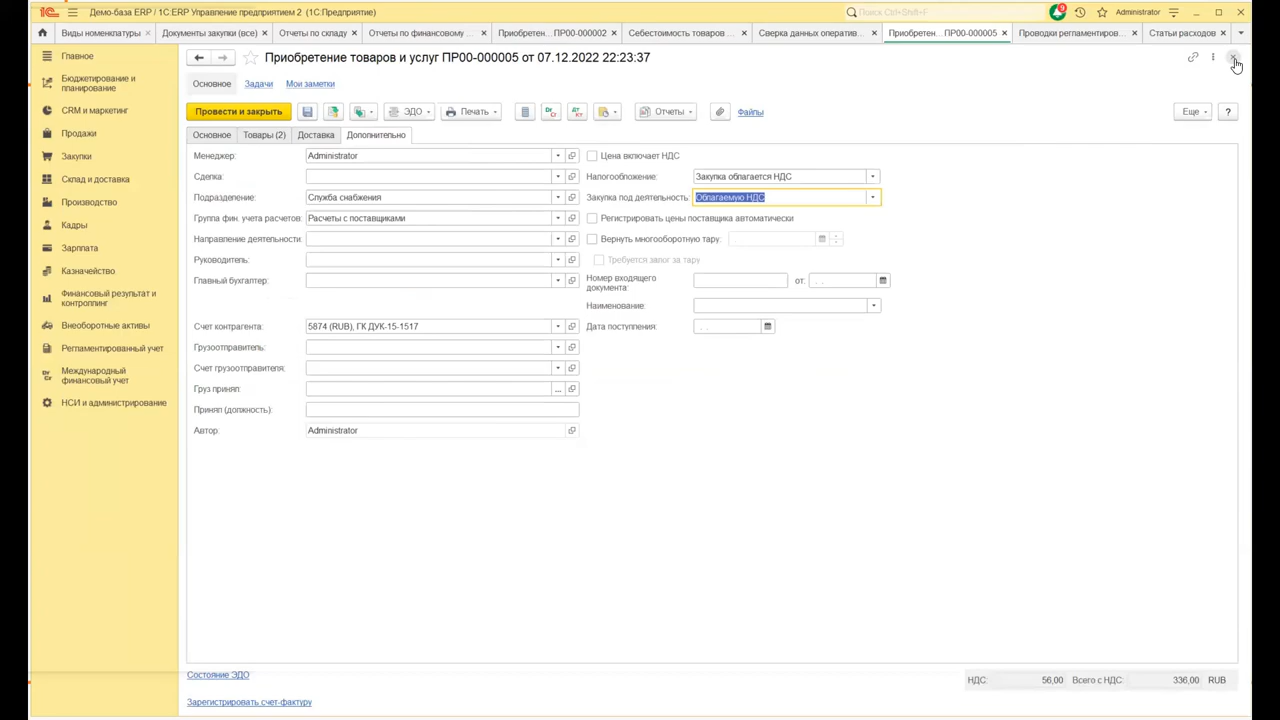 Демо-база ERP / 1С:ERP Управление предприятием 2 (1С:Предприятие)
Поиск Ctrl+Shift+F
9
Administrator
Виды номенклатуры
Документы закупки (все)
Отчеты по складу
Отчеты по финансовому ...
Приобретен... ПР00-000002
Себестоимость товаров ...
Сверка данных оператив...
Приобретен... ПР00-000005
Проводки регламентиров...
Статьи расходов
Главное
Бюджетирование и
планирование
CRM и маркетинг
Продажи
Закупки
Склад и доставка
Производство
Кадры
Зарплата
Казначейство
Финансовый результат и
контроллинг
Внеоборотные активы
Регламентированный учет
Международный
финансовый учет
НСИ и администрирование
Приобретение товаров и услуг ПР00-000005 от 07.12.2022 22:23:37
Основное Задачи Мои заметки
Провести и закрыть
ЭДО
Печать
Отчеты
Файлы
Еще
?
Основное Товары (2) Доставка Дополнительно
Менеджер: Administrator
Сделка:
Подразделение: Служба снабжения
Группа фин. учета расчетов: Расчеты с поставщиками
Направление деятельности:
Руководитель:
Главный бухгалтер:
Счет контрагента: 5874 (RUB), ГК ДУК-15-1517
Грузоотправитель:
Счет грузоотправителя:
Груз принял:
...
Принял (должность):
Автор: Administrator
Цена включает НДС
Налогообложение: Закупка облагается НДС
Закупка под деятельность: Облагаемую НДС
Регистрировать цены поставщика автоматически
Вернуть многооборотную тару:
Требуется залог за тару
Номер входящего
документа:
от: . .
Наименование:
Дата поступления: . .
Состояние ЭДО
НДС: 56,00 Всего с НДС: 336,00 RUB
Зарегистрировать счет-фактуру